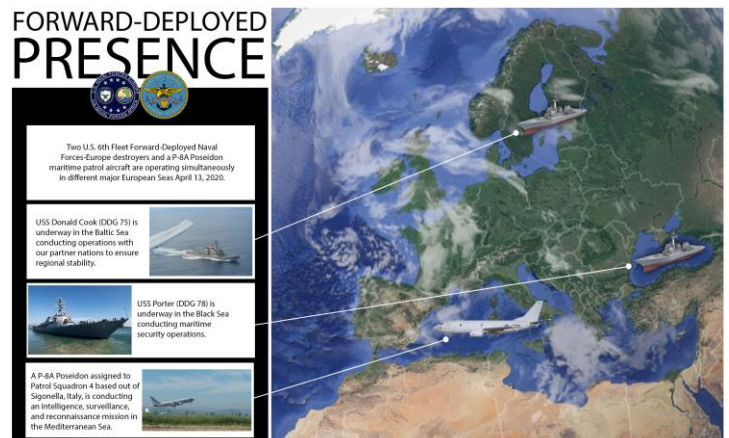 FORWARD-DEPLOYED
PRESENCE
Two U.S. 6th Fleet Forward-Deployed Naval
Forces-Europe destroyers and a P-8A Poseidon
maritime patrol aircraft are operating simultaneously
in different major European Seas April 13, 2020.
USS Donald Cook (DDG 75) is
underway in the Baltic Sea
conducting operations with
our partner nations to ensure
regional stability.
USS Porter (DDG 78) is
underway in the Black Sea
conducting maritime
security operations.
A P-8A Poseidon assigned to
Patrol Squadron 4 based out of
Sigonella, Italy, is conducting
an intelligence, surveillance,
and reconnaissance mission in
the Mediterranean Sea.